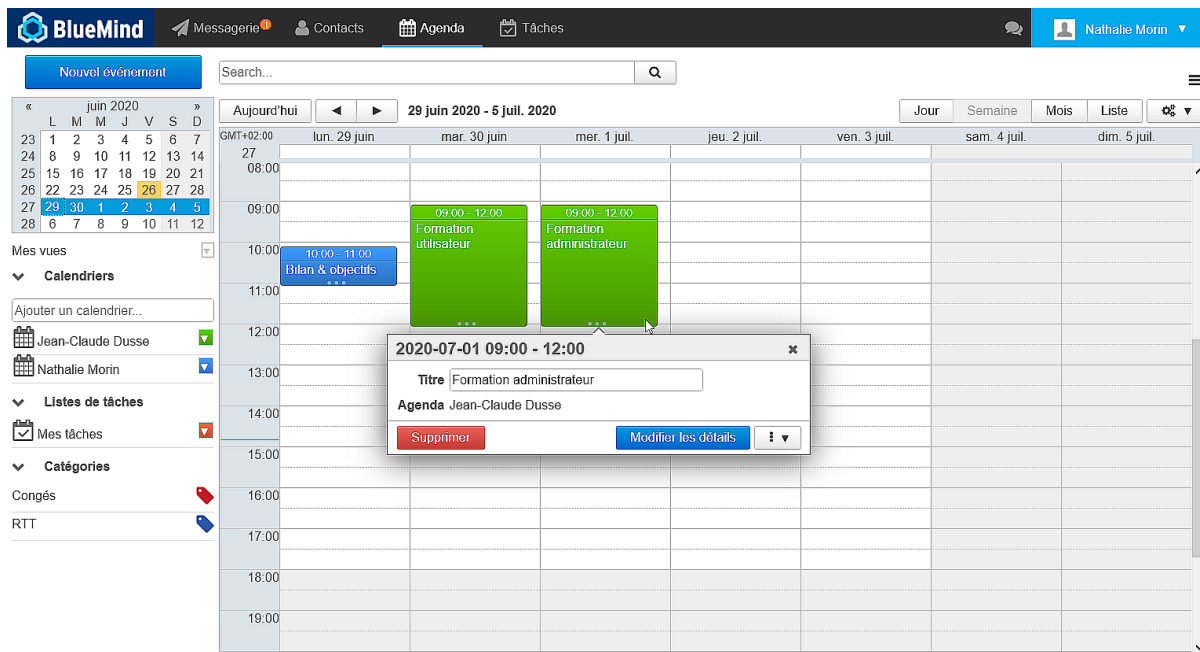 BlueMind Messagerie 1 Contacts Agenda Tâches Nathalie Morin ▼
Nouvel événement Search...
« juin 2020 »
L M M J V S D
23 1 2 3 4 5 6 7
24 8 9 10 11 12 13 14
25 15 16 17 18 19 20 21
26 22 23 24 25 26 27 28
27 29 30 1 2 3 4 5
28 6 7 8 9 10 11 12
Mes vues
Calendriers
Ajouter un calendrier...
Jean-Claude Dusse
Nathalie Morin
Listes de tâches
Mes tâches
Catégories
Congés
RTT
Aujourd'hui ◀ ▶ 29 juin 2020 - 5 juil. 2020 Jour Semaine Mois Liste ▼
GMT+02:00 lun. 29 juin mar. 30 juin mer. 1 juil. jeu. 2 juil. ven. 3 juil. sam. 4 juil. dim. 5 juil.
27
08:00
09:00
10:00
11:00
12:00
13:00
14:00
15:00
16:00
17:00
18:00
19:00
10:00 - 11:00
Bilan & objectifs
09:00 - 12:00
Formation
utilisateur
09:00 - 12:00
Formation
administrateur
2020-07-01 09:00 - 12:00 ×
Titre Formation administrateur
Agenda Jean-Claude Dusse
Supprimer Modifier les détails ⋮ ▼